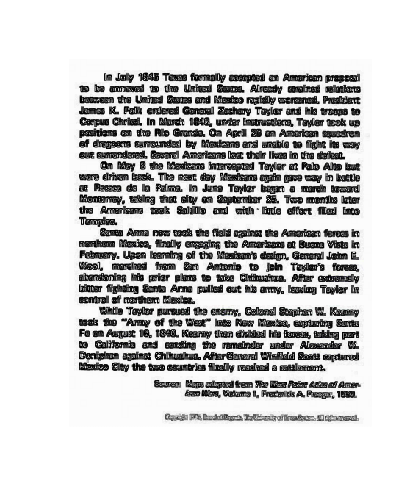 In July 1845 Texas formally accepted an American proposal
to be annexed to the United States. Already strained relations
between the United States and Mexico rapidly worsened. President
James K. Polk ordered General Zachary Taylor and his troops to
Corpus Christi. In March 1846, under instructions, Taylor took up
positions on the Rio Grande. On April 25 an American squadron
of dragoons surrounded by Mexicans and unable to fight its way
out surrendered. Several Americans lost their lives in the defeat.
On May 8 the Mexicans intercepted Taylor at Palo Alto but
were driven back. The next day Mexicans again gave way in battle
at Resaca de la Palma. In June Taylor began a march toward
Monterrey, taking that city on September 25. Two months later
the Americans took Saltillo and with little effort filed into
Tampico.
Santa Anna now took the field against the American forces in
northern Mexico, finally engaging the Americans at Buena Vista in
February. Upon learning of the Mexican's design, General John E.
Wool, marched from San Antonio to join Taylor's forces,
abandoning his prior plans to take Chihuahua. After extremely
bitter fighting Santa Anna pulled out his army, leaving Taylor in
control of northern Mexico.
While Taylor pursued the enemy, Colonel Stephen W. Kearny
took the "Army of the West" into New Mexico, capturing Santa
Fe on August 18, 1846. Kearny then divided his forces, taking part
to California and sending the remainder under Alexander W.
Doniphan against Chihuahua. After General Winfield Scott captured
Mexico City the two countries finally reached a settlement.
Source: Maps adapted from The West Point Atlas of Amer-
ican Wars, Volume I, Frederick A. Praeger, 1959.